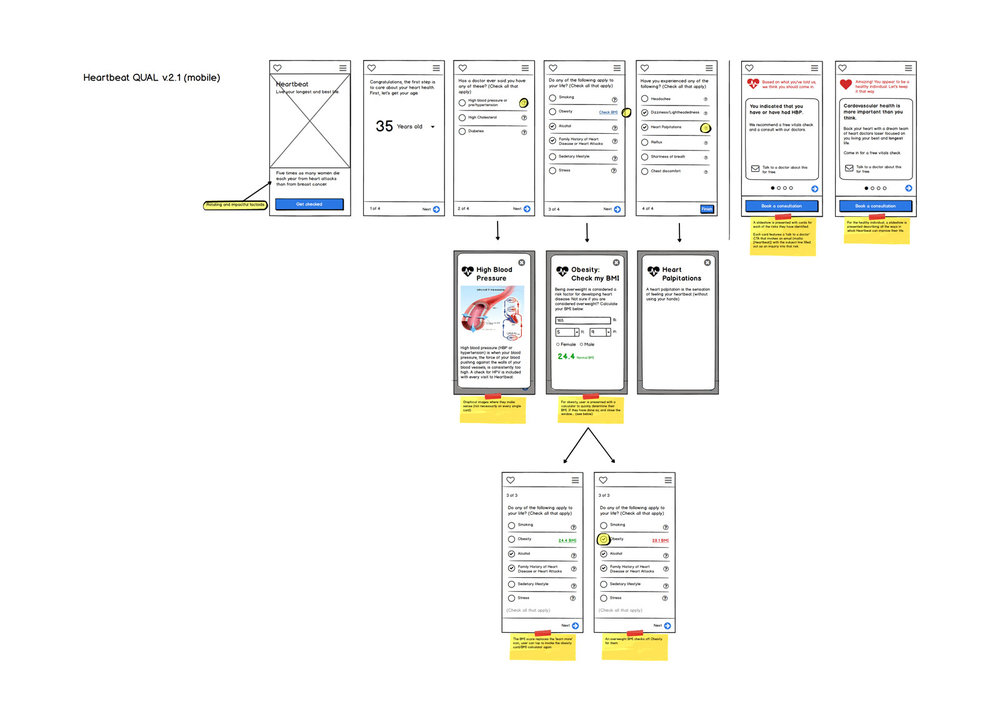 Heartbeat QUAL v.2.1 (mobile)
Heartbeat
Live your longest and best life
Five times as many women die
each year from heart attacks
than from breast cancer.
Get checked
Rotating and impactful factoids
Congratulations, the first step is
to care about your heart health.
First, let's get your age
35 Years old
1 of 4
Next
Has a doctor ever said you have
any of these? (Check all that
apply)
High blood pressure or
pre-hypertension
High Cholesterol
Diabetes
2 of 4
Next
Do any of the following apply to
your life? (Check all that apply)
Smoking
Obesity
Check BMI
Alcohol
Family History of Heart
Disease or Heart Attacks
Sedetary lifestyle
Stress
3 of 4
Next
Have you experienced any of the
following? (Check all that apply)
Headaches
Dizziness/Lightheadedness
Heart Palpitations
Reflux
Shortness of breath
Chest discomfort
4 of 4
Finish
Based on what you've told us,
we think you should come in.
You indicated that you
have or have had HBP.
We recommend a free vitals check
and a consult with our doctors.
Talk to a doctor about this
for free
Book a consultation
A slideshow is presented with cards for
each of the risks they have identified.
Each card features a 'Talk to a doctor'
CTA that invokes an email (mailto:
[Heartbeat]) with the subject line filled
out as an inquiry into that risk.
Amazing! You appear to be a
healthy individual. Let's keep
it that way.
Cardiovascular health is
more important than you
think.
Book your heart with a dream team
of heart doctors laser focused on
you living your best and longest
life.
Come in for a free vitals check.
Book a consultation
For the healthy individual, a slideshow is
presented describing all the ways in
which Heartbeat can improve their life.
High Blood
Pressure
High blood pressure (HBP or
hypertension) is when your blood
pressure, the force of your blood
pushing against the walls of your
blood vessels, is consistently too
high. A check for HPV is included
with every visit to Heartbeat.
Graphical images where they make
sense (not necessarily on every single
card)
Obesity:
Check my BMI
Being overweight is considered a
risk factor for developing heart
disease. Not sure if you are
considered overweight? Calculate
your BMI below
165
lb
5
ft
9
in
Female
Male
24.4 Normal BMI
For obesity, user is presented with a
calculator to quickly determine their
BMI. If they have done so, and close the
window... (see below)
Heart
Palpitations
A heart palpitation is the sensation
of feeling your heartbeat (without
using your hands)
3 of 3
Do any of the following apply to
your life? (Check all that apply)
Smoking
Obesity
24.4 BMI
Alcohol
Family History of Heart
Disease or Heart Attacks
Sedetary lifestyle
Stress
(Check all that apply)
Next
The BMI score replaces the 'learn more'
icon, user can tap to invoke the obesity
card/BMI calculator again
3 of 3
Do any of the following apply to
your life? (Check all that apply)
Smoking
Obesity
Alcohol
Family History of Heart
Disease or Heart Attacks
Sedetary lifestyle
Stress
(Check all that apply)
Next
An overweight BMI checks off Obesity
for them